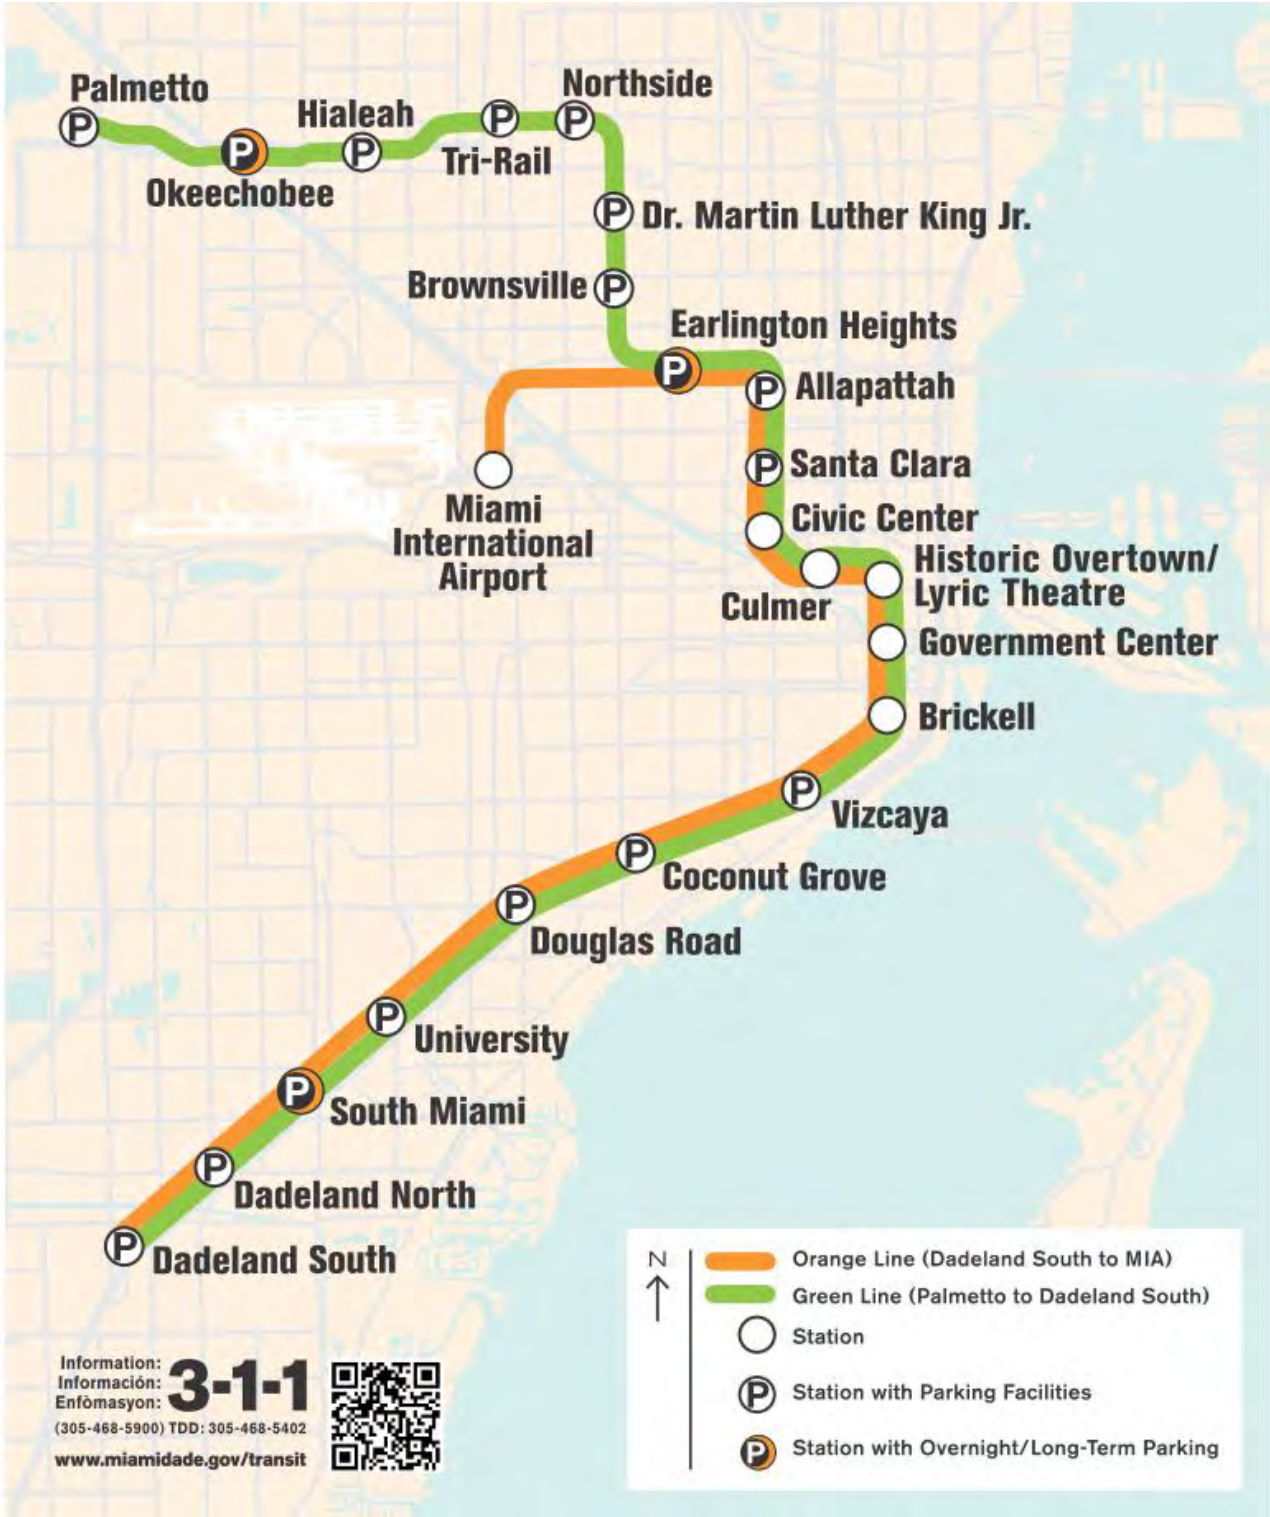 Palmetto
P
Okeechobee
P
Hialeah
P
P
Tri-Rail
Northside
P
P Dr. Martin Luther King Jr.
Brownsville P
Earlington Heights
P
P Allapattah
P Santa Clara
Miami
International
Airport
Civic Center
Culmer
Historic Overtown/
Lyric Theatre
Government Center
Brickell
P
Vizcaya
P
Coconut Grove
P
Douglas Road
P
University
P
South Miami
P
Dadeland North
P
Dadeland South
N
Orange Line (Dadeland South to MIA)
Green Line (Palmetto to Dadeland South)
Station
P Station with Parking Facilities
P Station with Overnight/Long-Term Parking
Information:
Información:
Enfòmasyon:
3-1-1
(305-468-5900) TDD: 305-468-5402
www.miamidade.gov/transit